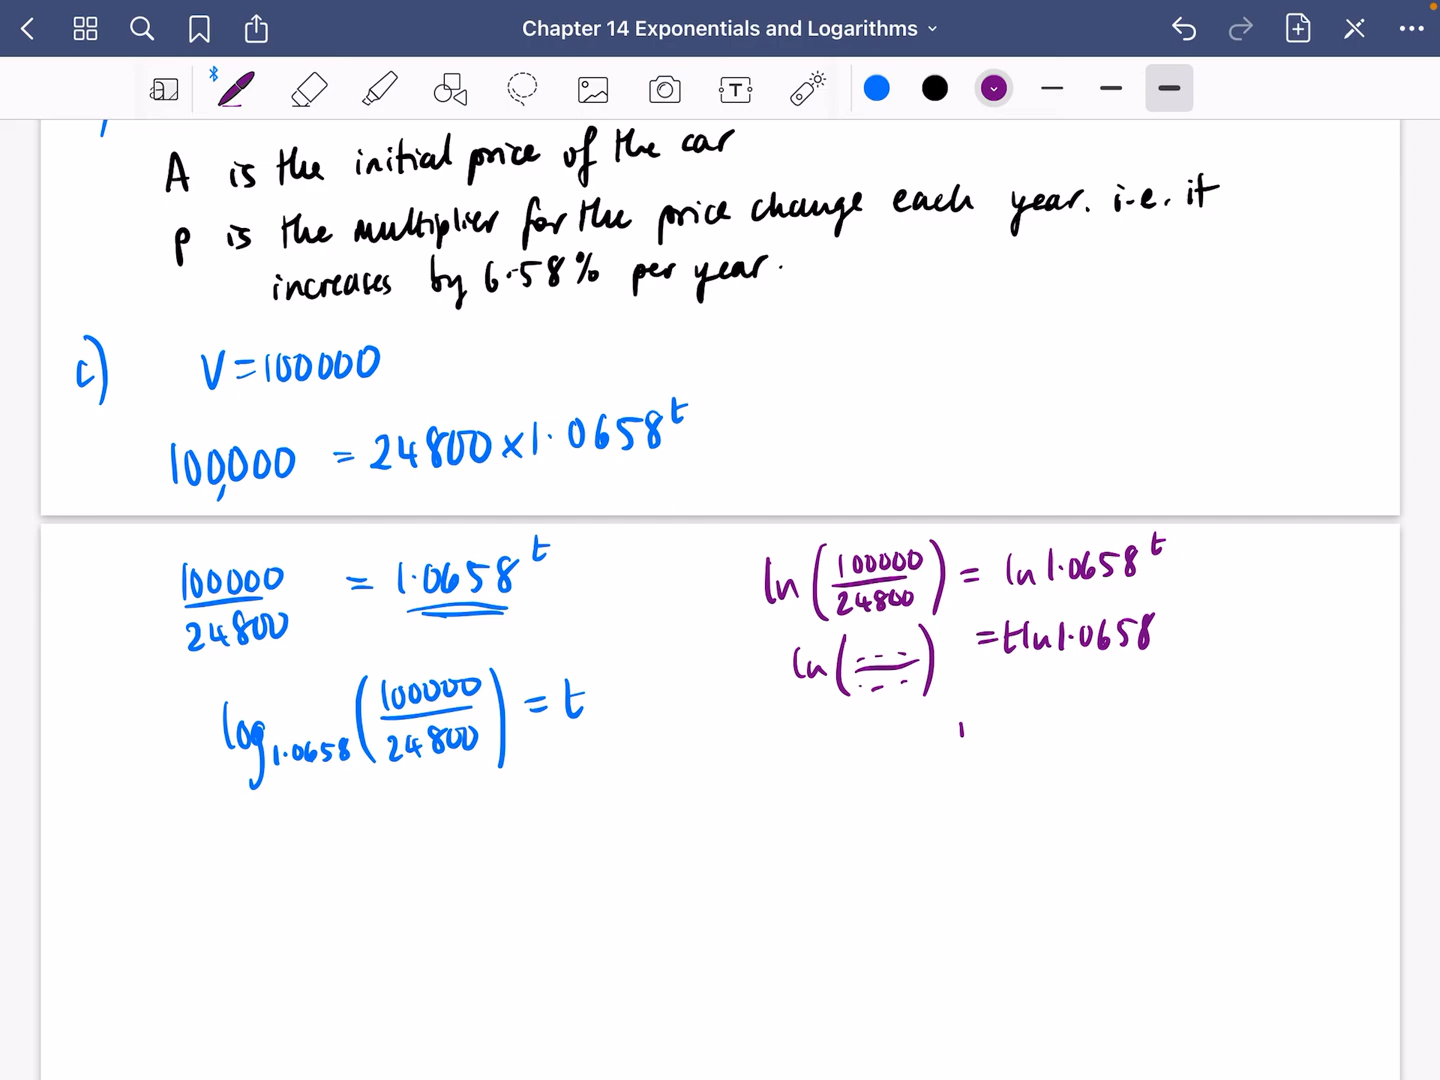 Chapter 14 Exponentials and Logarithms
A is the initial price of the car
p is the multiplier for the price change each year. i.e. it
increases by 6.58% per year.
c) V = 100000
100,000 = 24800 × 1.0658^t
100000/24800 = 1.0658^t
log_1.0658 (100000/24800) = t
ln (100000/24800) = ln 1.0658^t
ln ( ) = t ln 1.0658